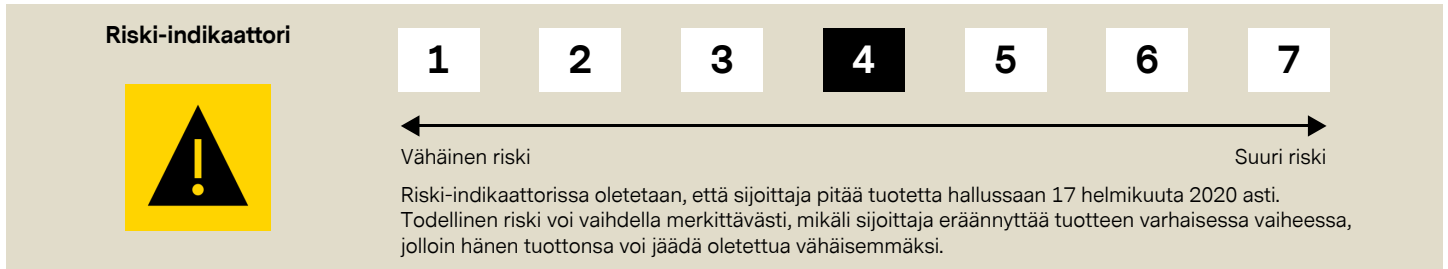 Riski-indikaattori
1 2 3 4 5 6 7
Vähäinen riski Suuri riski
Riski-indikaattorissa oletetaan, että sijoittaja pitää tuotetta hallussaan 17 helmikuuta 2020 asti.
Todellinen riski voi vaihdella merkittävästi, mikäli sijoittaja eräännyttää tuotteen varhaisessa vaiheessa,
jolloin hänen tuottonsa voi jäädä oletettua vähäisemmäksi.